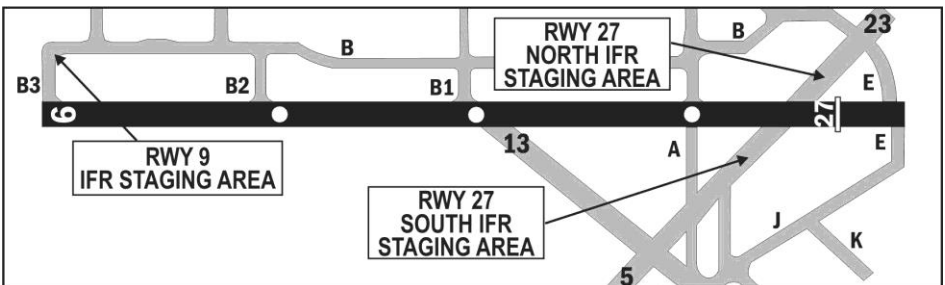 23
B
RWY 27
NORTH IFR
STAGING AREA
B
B3
B2
B1
E
9
27
13
A
E
RWY 9
IFR STAGING AREA
RWY 27
SOUTH IFR
STAGING AREA
J
K
5